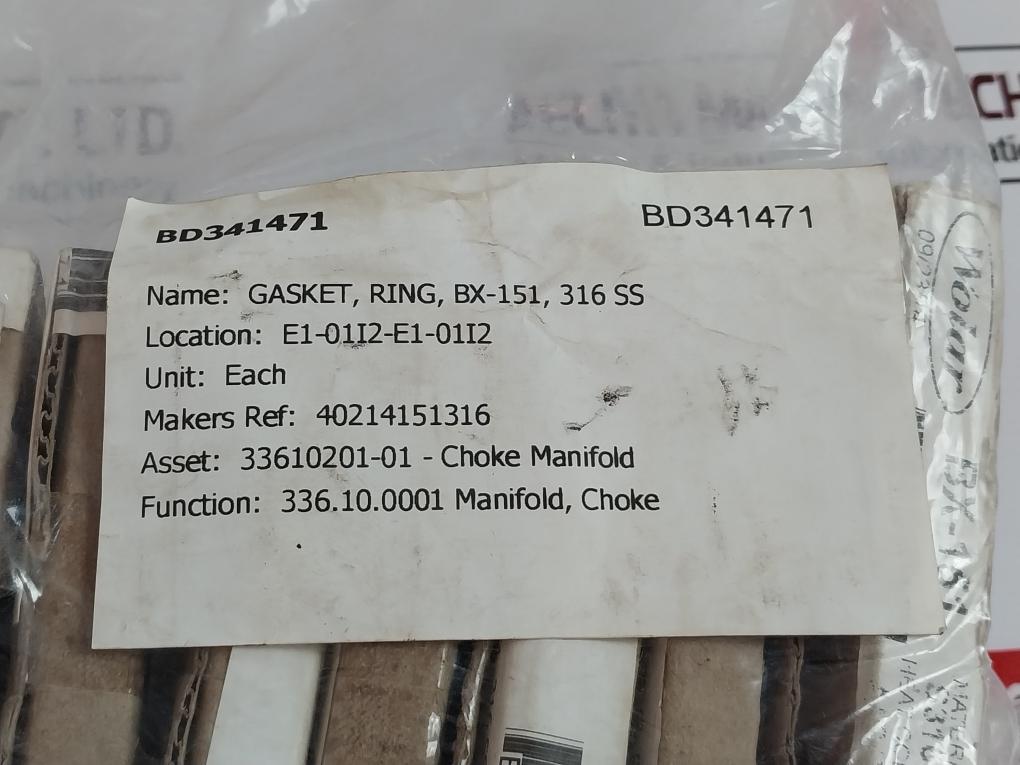 BD341471 BD341471
Name: GASKET, RING, BX-151, 316 SS
Location: E1-01I2-E1-01I2
Unit: Each
Makers Ref: 40214151316
Asset: 33610201-01 - Choke Manifold
Function: 336.10.0001 Manifold, Choke
LTD
CH
BX-151